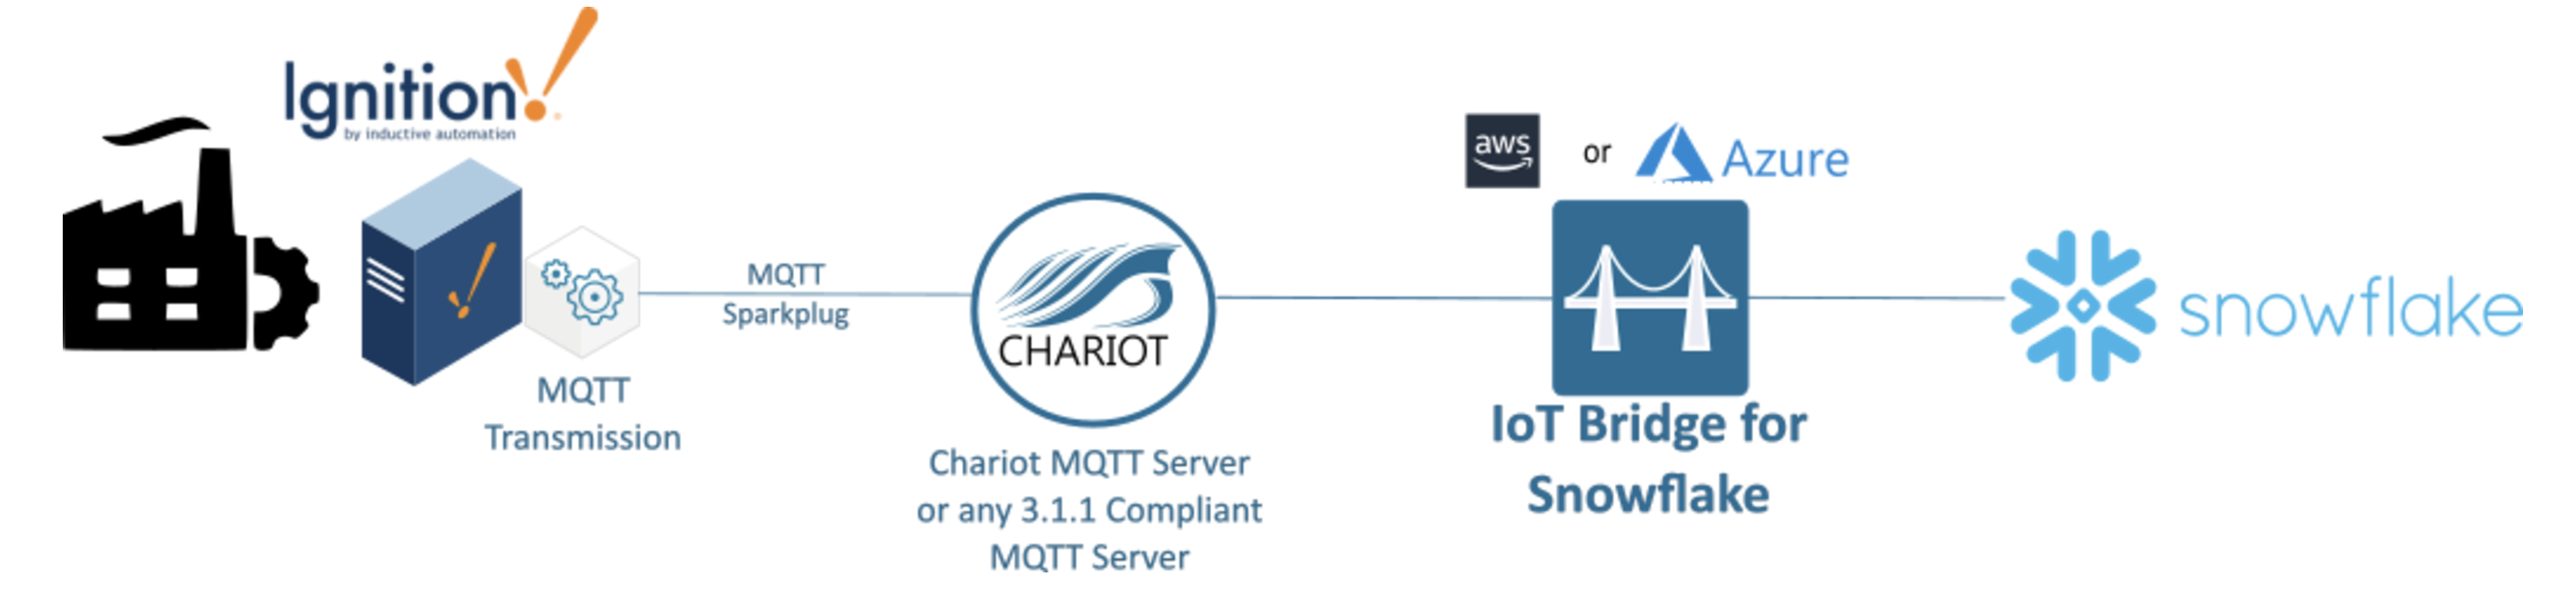 Ignition!
by inductive automation
MQTT
Transmission
MQTT
Sparkplug
CHARIOT
Chariot MQTT Server
or any 3.1.1 Compliant
MQTT Server
aws or Azure
IoT Bridge for
Snowflake
snowflake